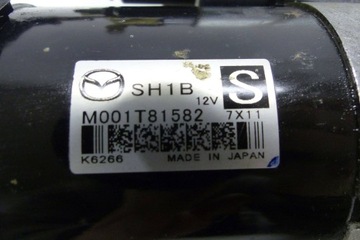 SH1B 12V S
M001T81582 7X11
K6266 MADE IN JAPAN